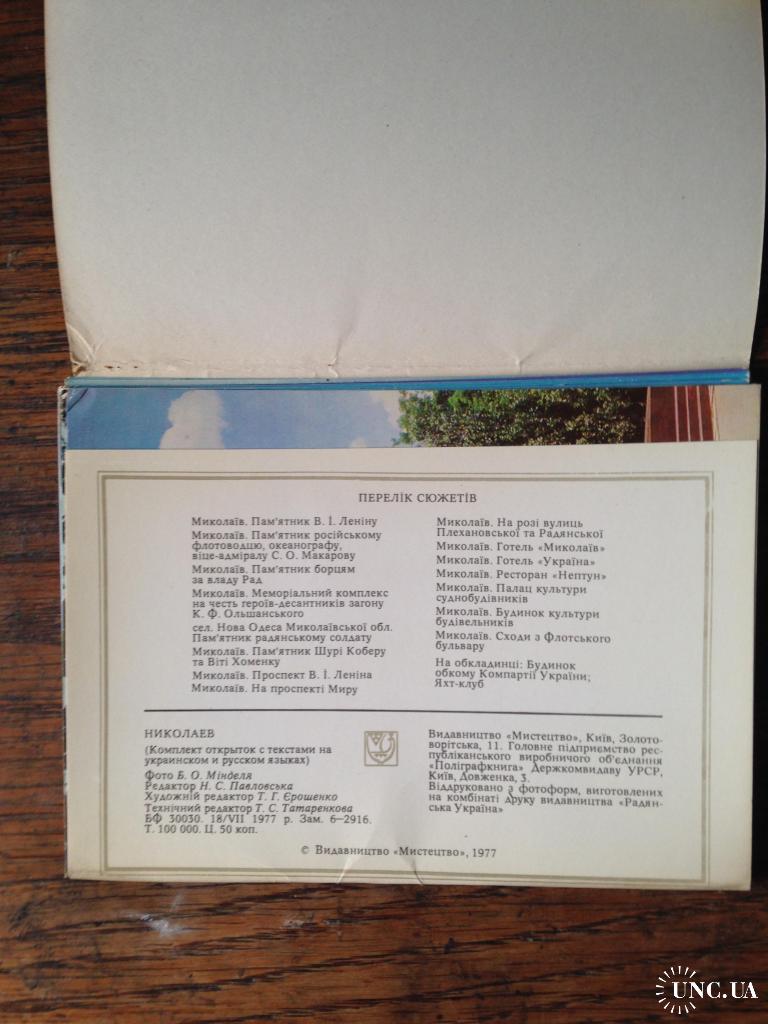 ПЕРЕЛІК СЮЖЕТІВ
Миколаїв. Пам'ятник В. І. Леніну
Миколаїв. Пам'ятник російському
флотоводцю, океанографу,
віце-адміралу С. О. Макарову
Миколаїв. Пам'ятник борцям
за владу Рад
Миколаїв. Меморіальний комплекс
на честь героїв-десантників загону
К. Ф. Ольшанського
сел. Нова Одеса Миколаївської обл.
Пам'ятник радянському солдату
Миколаїв. Пам'ятник Шурі Коберу
та Віті Хоменку
Миколаїв. Проспект В. І. Леніна
Миколаїв. На проспекті Миру
Миколаїв. На розі вулиць
Плехановської та Радянської
Миколаїв. Готель «Миколаїв»
Миколаїв. Готель «Україна»
Миколаїв. Ресторан «Нептун»
Миколаїв. Палац культури
суднобудівників
Миколаїв. Будинок культури
будівельників
Миколаїв. Сходи з Флотського
бульвару
На обкладинці: Будинок
обкому Компартії України;
Яхт-клуб
НИКОЛАЕВ
(Комплект открыток с текстами на
украинском и русском языках)
Фото Б. О. Мінделя
Редактор Н. С. Павловська
Художній редактор Т. Г. Єрошенко
Технічний редактор Т. С. Татаренкова
БФ 30030. 18/VII 1977 р. Зам. 6—2916.
Т. 100 000. Ц. 50 коп.
Видавництво «Мистецтво», Київ, Золото-
ворітська, 11. Головне підприємство рес-
публіканського виробничого об'єднання
«Поліграфкнига» Держкомвидаву УРСР,
Київ, Довженка, 3.
Віддруковано з фотоформ, виготовлених
на комбінаті друку видавництва «Радян-
ська Україна»
© Видавництво «Мистецтво», 1977
UNC.UA